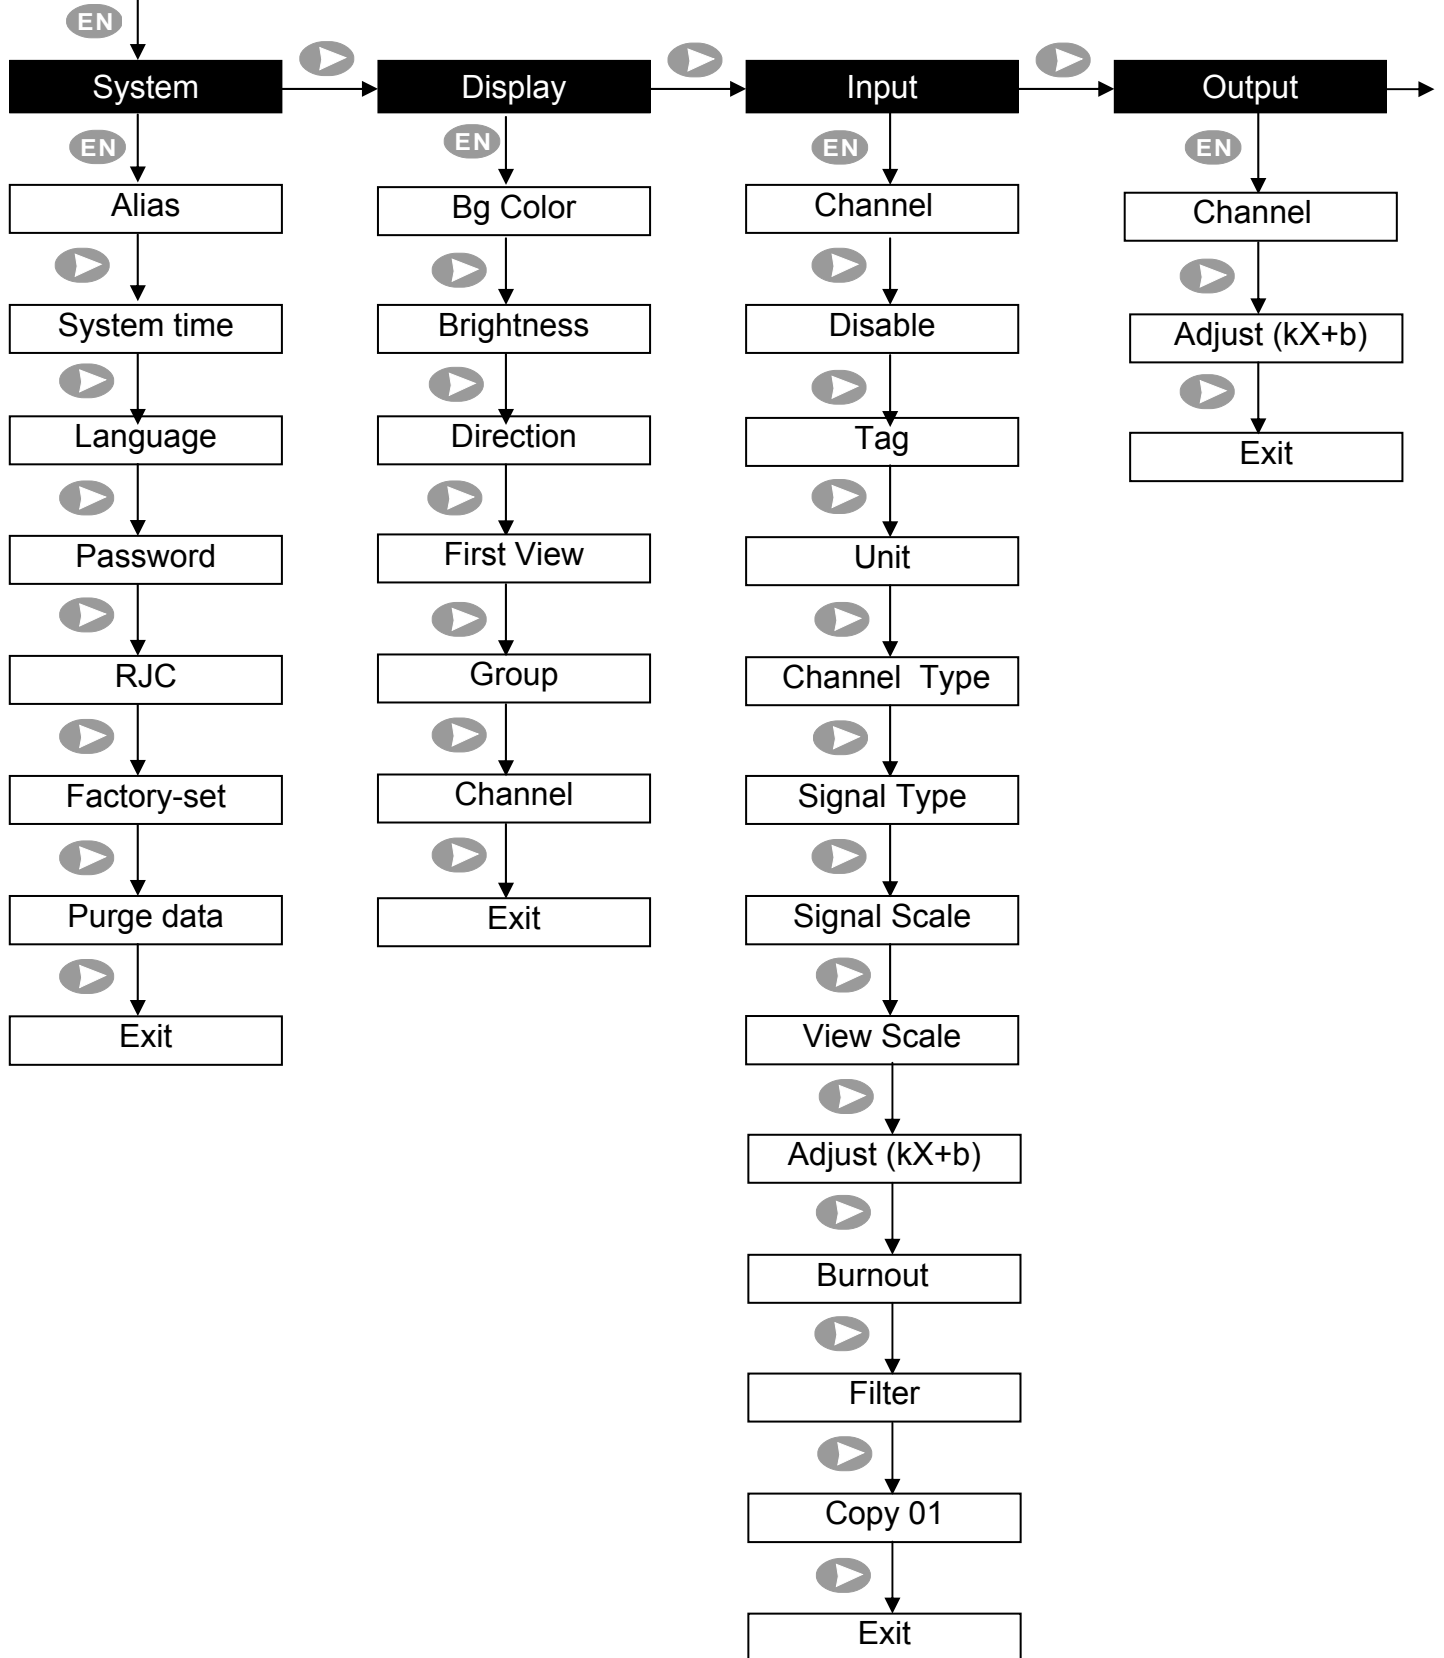 EN
System
EN
Alias
System time
Language
Password
RJC
Factory-set
Purge data
Exit
Display
EN
Bg Color
Brightness
Direction
First View
Group
Channel
Exit
Input
EN
Channel
Disable
Tag
Unit
Channel Type
Signal Type
Signal Scale
View Scale
Adjust (kX+b)
Burnout
Filter
Copy 01
Exit
Output
EN
Channel
Adjust (kX+b)
Exit